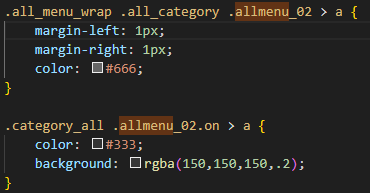 .all_menu_wrap .all_category .allmenu_02 > a {
margin-left: 1px;
margin-right: 1px;
color: #666;
}
.category_all .allmenu_02.on > a {
color: #333;
background: rgba(150,150,150,.2);
}